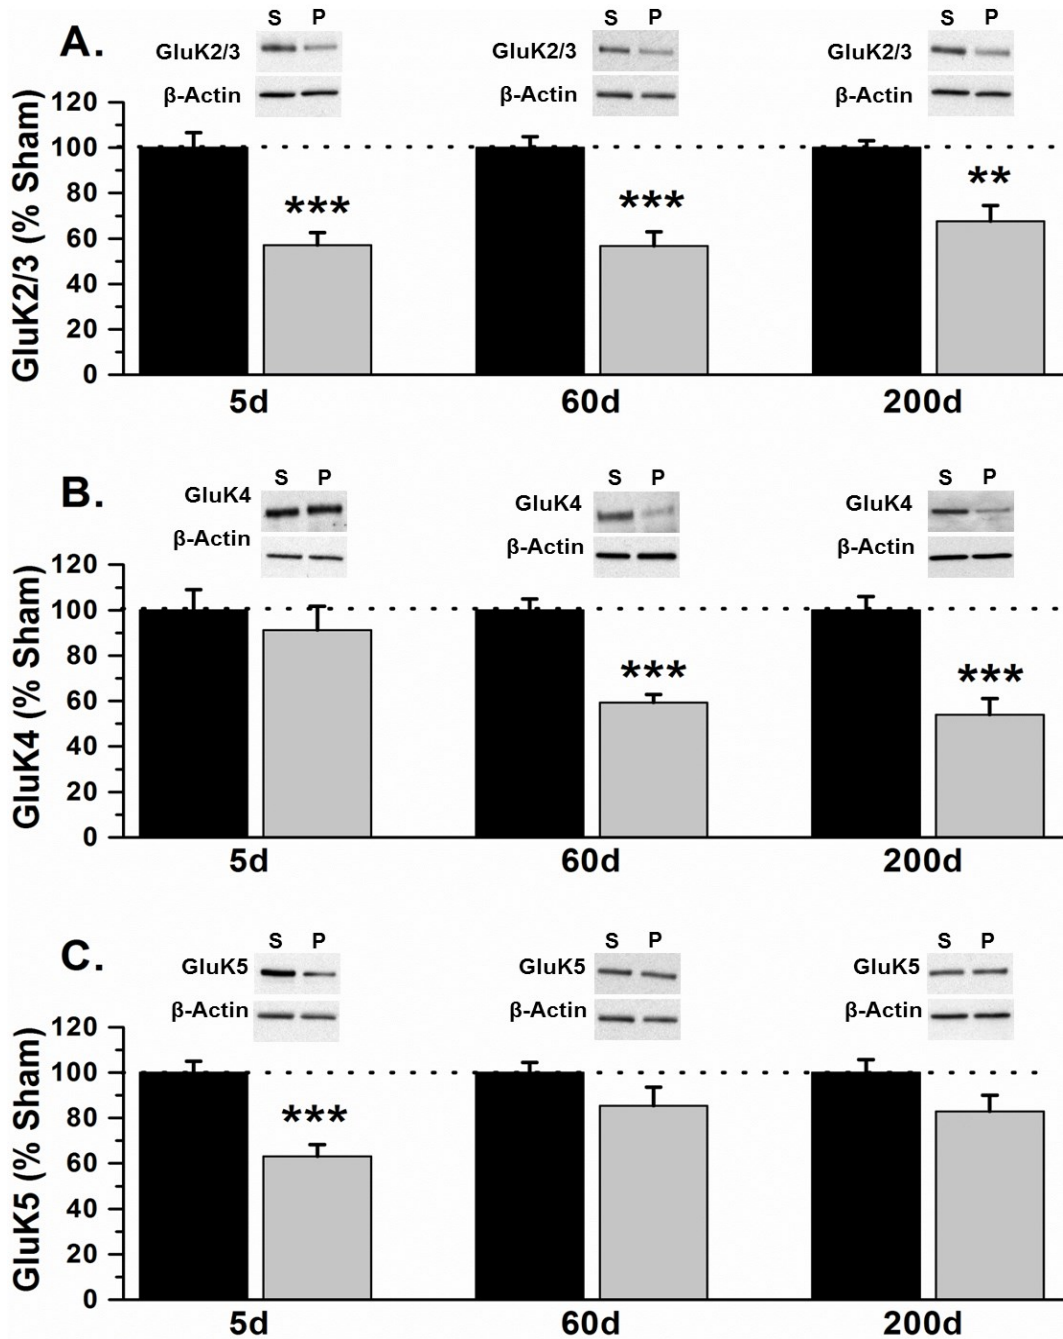 A.
S P S P S P
GluK2/3 GluK2/3 GluK2/3
β-Actin β-Actin β-Actin
GluK2/3 (% Sham)
120
100
80
60
40
20
0
*** *** **
5d 60d 200d
B.
S P S P S P
GluK4 GluK4 GluK4
β-Actin β-Actin β-Actin
GluK4 (% Sham)
120
100
80
60
40
20
0
*** ***
5d 60d 200d
C.
S P S P S P
GluK5 GluK5 GluK5
β-Actin β-Actin β-Actin
GluK5 (% Sham)
120
100
80
60
40
20
0
***
5d 60d 200d